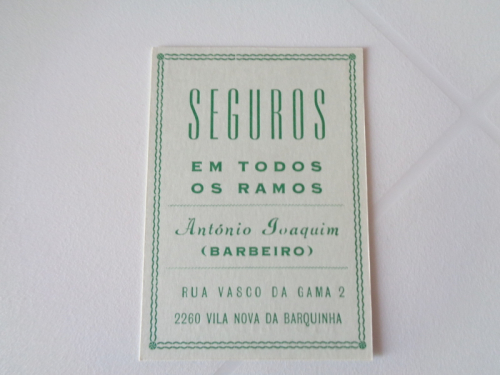 SEGUROS
EM TODOS
OS RAMOS
António Joaquim
(BARBEIRO)
RUA VASCO DA GAMA 2
2260 VILA NOVA DA BARQUINHA